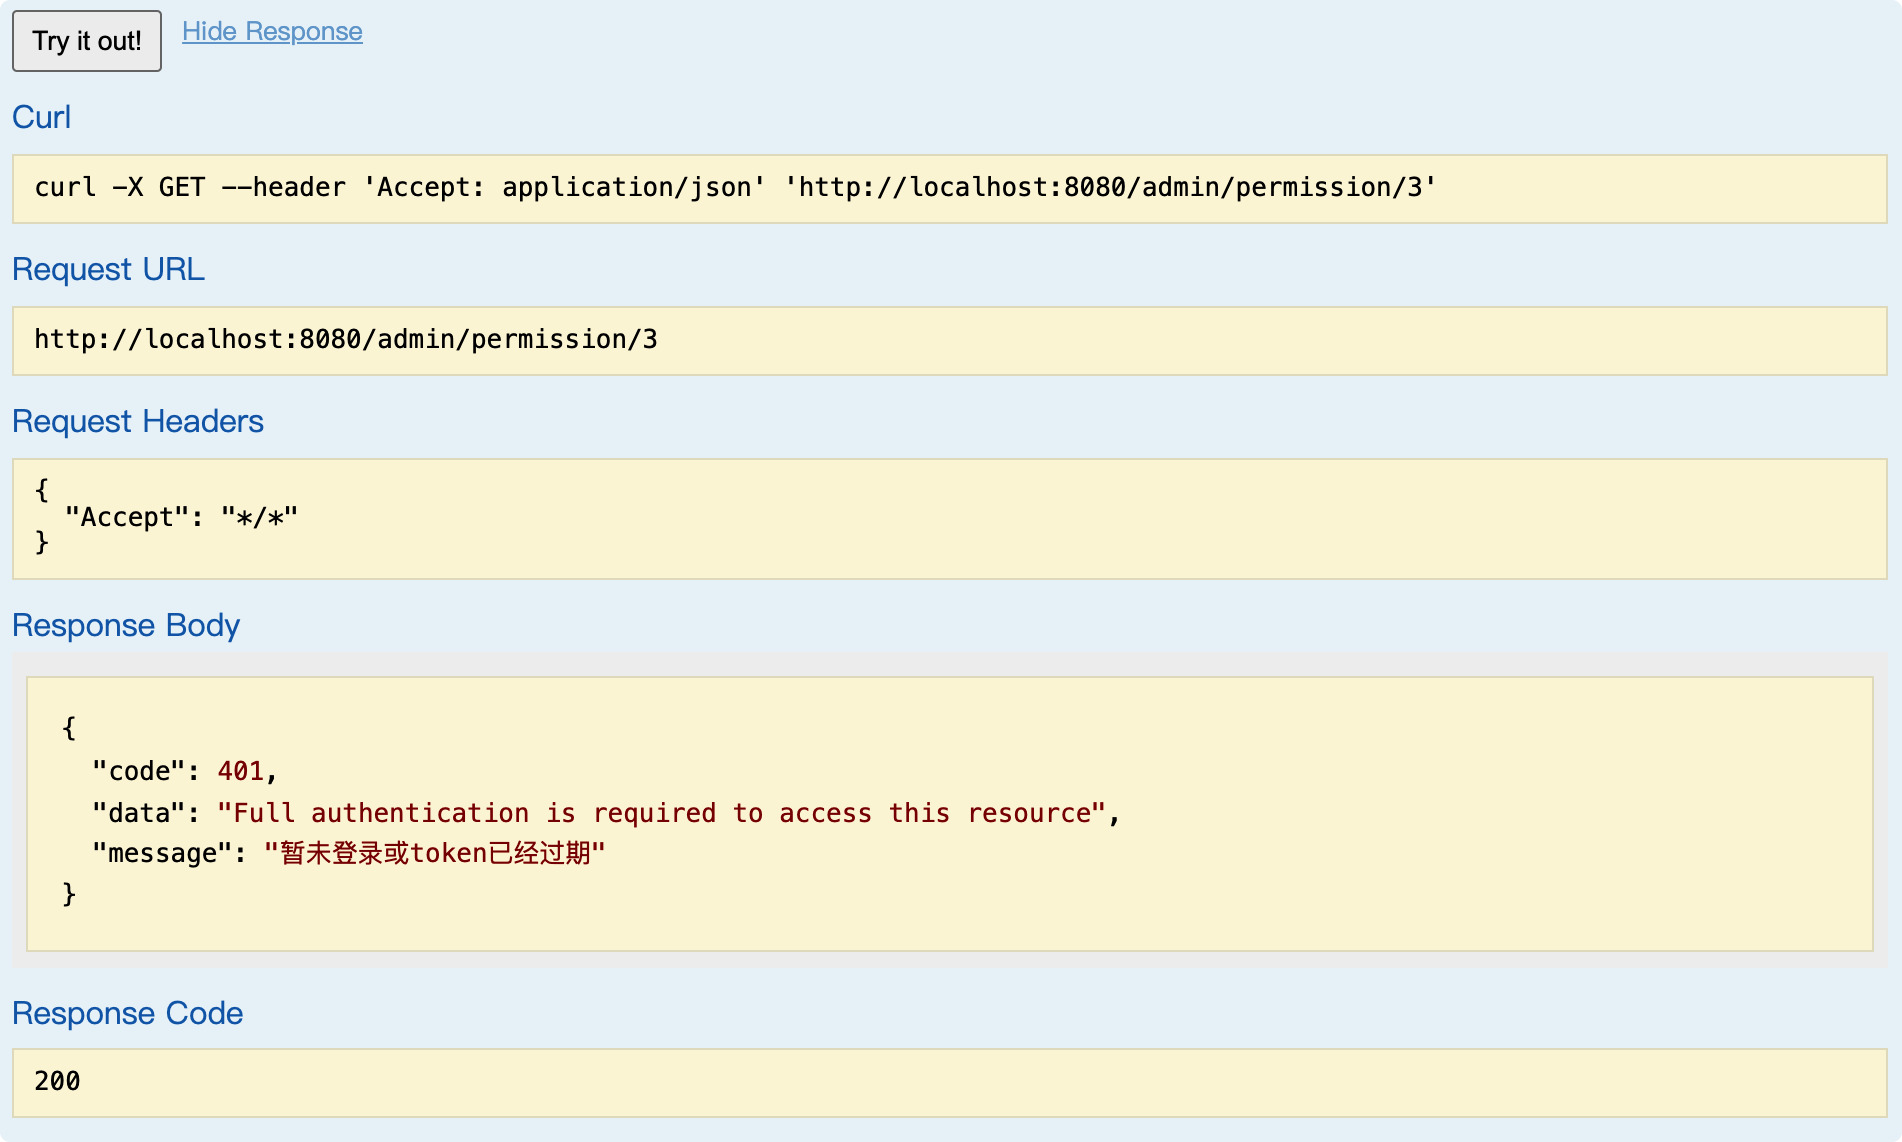 Try it out!
Hide Response
Curl
curl -X GET --header 'Accept: application/json' 'http://localhost:8080/admin/permission/3'
Request URL
http://localhost:8080/admin/permission/3
Request Headers
{
  "Accept": "*/*"
}
Response Body
{
  "code": 401,
  "data": "Full authentication is required to access this resource",
  "message": "暂未登录或token已经过期"
}
Response Code
200